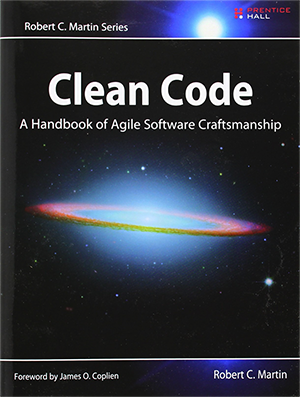 Robert C. Martin Series
PRENTICE
HALL
Clean Code
A Handbook of Agile Software Craftsmanship
Foreword by James O. Coplien
Robert C. Martin